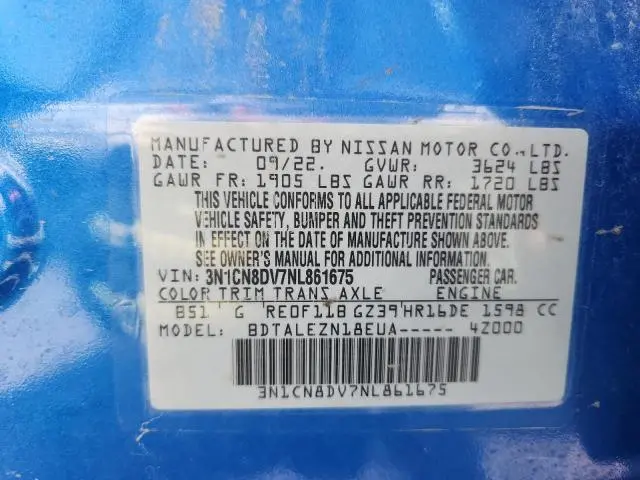 MANUFACTURED BY NISSAN MOTOR CO.,LTD.
DATE: 09/22. GVWR: 3624 LBS
GAWR FR: 1905 LBS GAWR RR: 1720 LBS
THIS VEHICLE CONFORMS TO ALL APPLICABLE FEDERAL MOTOR
VEHICLE SAFETY, BUMPER AND THEFT PREVENTION STANDARDS
IN EFFECT ON THE DATE OF MANUFACTURE SHOWN ABOVE.
SEE OWNER'S MANUAL FOR ADDITIONAL INFORMATION.
VIN: 3N1CN8DV7NL861675 PASSENGER CAR.
COLOR TRIM TRANS AXLE ENGINE
B51 G RE0F11B GZ39 HR16DE 1598 CC
MODEL: BDTALEZN18EUA----- 4Z000
3N1CN8DV7NL861675